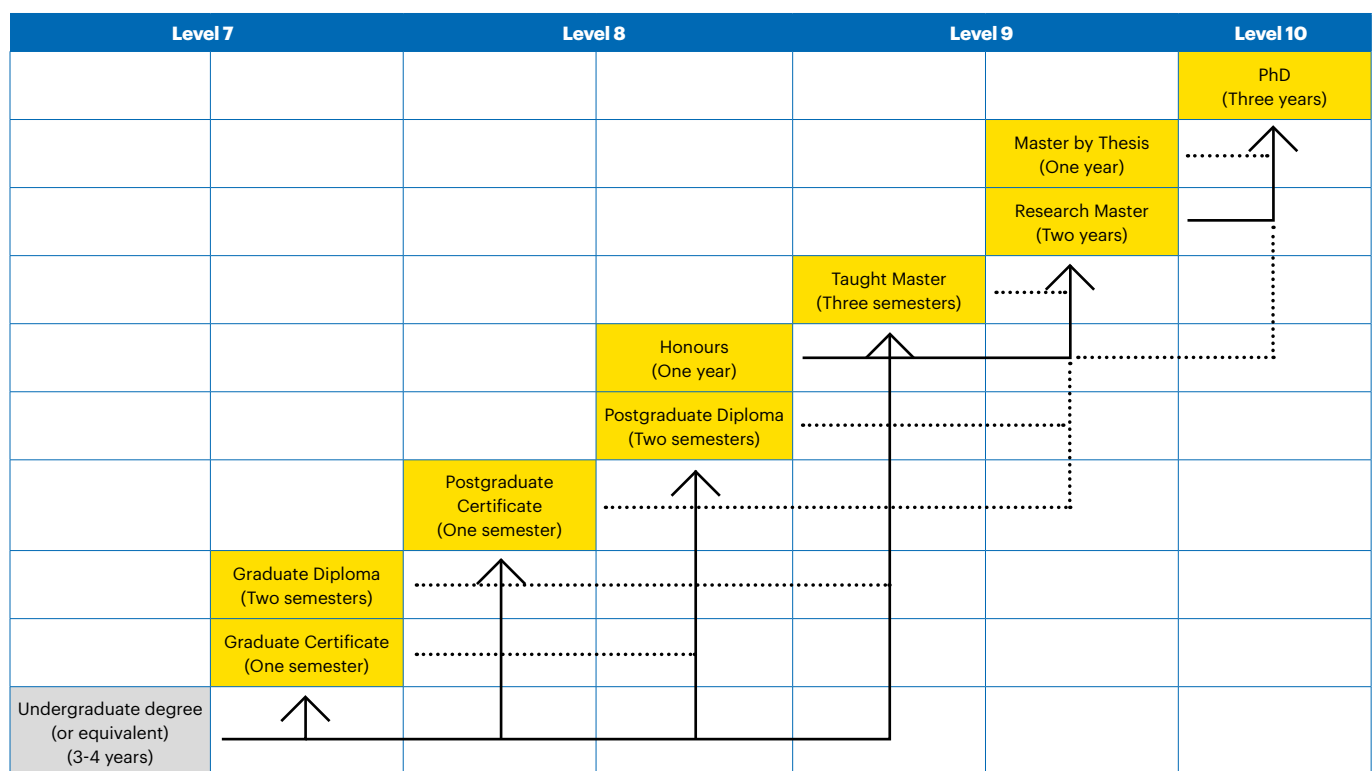 Level 7
Level 8
Level 9
Level 10
PhD
(Three years)
Master by Thesis
(One year)
Research Master
(Two years)
Taught Master
(Three semesters)
Honours
(One year)
Postgraduate Diploma
(Two semesters)
Postgraduate
Certificate
(One semester)
Graduate Diploma
(Two semesters)
Graduate Certificate
(One semester)
Undergraduate degree
(or equivalent)
(3-4 years)